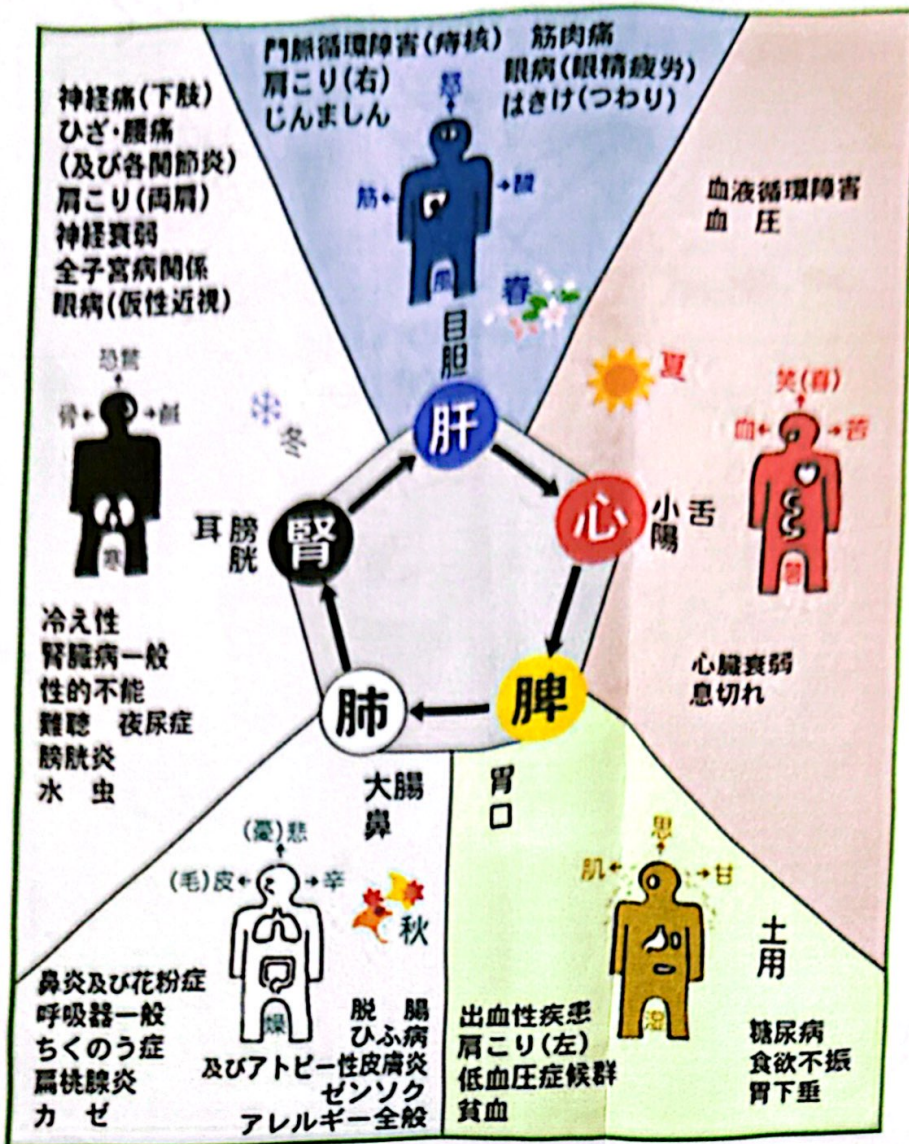 門脈循環障害(痔核)
肩こり(右)
じんましん
筋肉痛
眼病(眼精疲労)
はきけ(つわり)
怒
筋
酸
風
春
目
胆
肝
血液循環障害
血 圧
夏
笑(喜)
血
苦
心
小陽
舌
心臓衰弱
息切れ
脾
胃
口
思
肌
甘
湿
土用
出血性疾患
肩こり(左)
低血圧症候群
貧血
糖尿病
食欲不振
胃下垂
肺
大腸
鼻
(憂)悲
(毛)皮
辛
燥
秋
鼻炎及び花粉症
呼吸器一般
ちくのう症
扁桃腺炎
カ ゼ
脱 腸
ひふ病
及びアトピー性皮膚炎
ゼンソク
アレルギー全般
神経痛(下肢)
ひざ・腰痛
(及び各関節炎)
肩こり(両肩)
神経衰弱
全子宮病関係
眼病(仮性近視)
恐驚
骨
鹹
寒
冬
腎
耳
膀胱
冷え性
腎臓病一般
性的不能
難聴 夜尿症
膀胱炎
水 虫